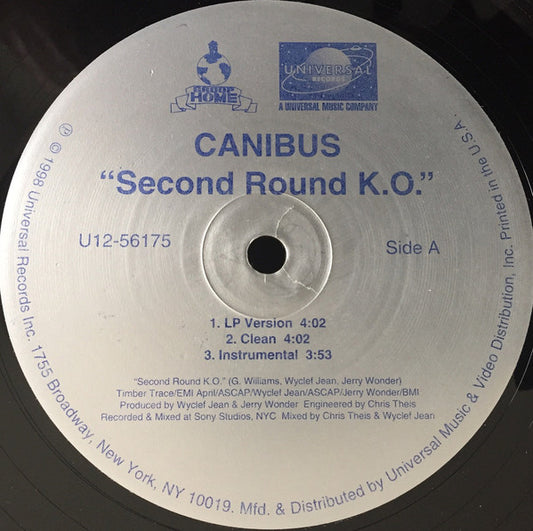 GROUP HOME
UNIVERSAL
RECORDS
A UNIVERSAL MUSIC COMPANY
CANIBUS
“Second Round K.O.”
U12-56175
Side A
1. LP Version 4:02
2. Clean 4:02
3. Instrumental 3:53
“Second Round K.O.” (G. Williams, Wyclef Jean, Jerry Wonder)
Timber Trace/EMI April/ASCAP/Wyclef Jean/ASCAP/Jerry Wonder/BMI
Produced by Wyclef Jean & Jerry Wonder Engineered by Chris Theis
Recorded & Mixed at Sony Studios, NYC Mixed by Chris Theis & Wyclef Jean
℗ © 1998 Universal Records Inc. 1755 Broadway, New York, NY 10019. Mfd. & Distributed by Universal Music & Video Distribution, Inc. Printed in the U.S.A.